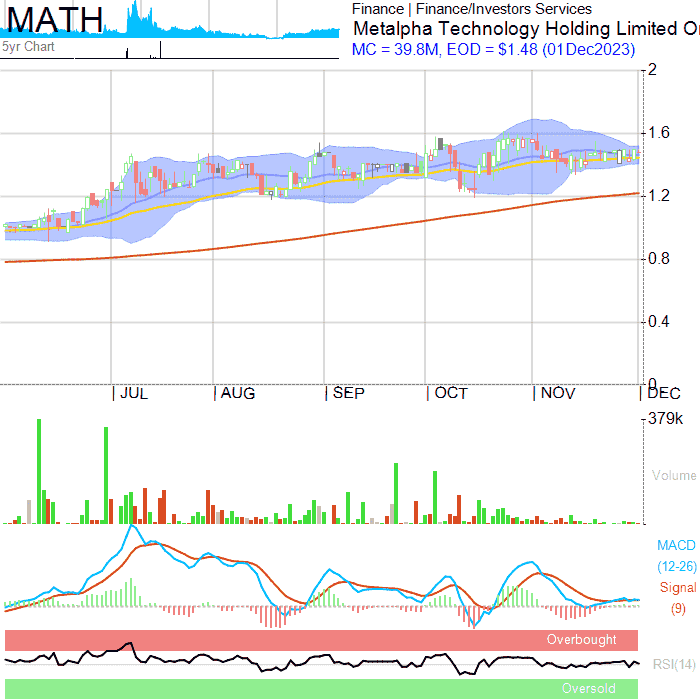 MATH
5yr Chart
Finance | Finance/Investors Services
Metalpha Technology Holding Limited Or
MC = 39.8M, EOD = $1.48 (01Dec2023)
2
1.6
1.2
0.8
0.4
0
JUL AUG SEP OCT NOV DEC
379k
Volume
MACD
(12-26)
Signal
(9)
Overbought
RSI(14)
Oversold